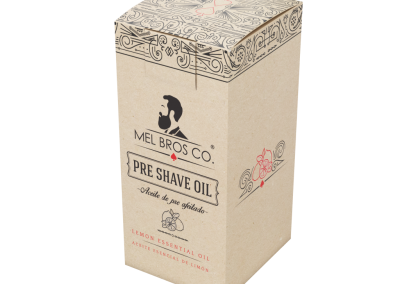 MEL BROS CO.®
PRE SHAVE OIL
Aceite de pre afeitado
LEMON ESSENTIAL OIL
ACEITE ESENCIAL DE LIMÓN